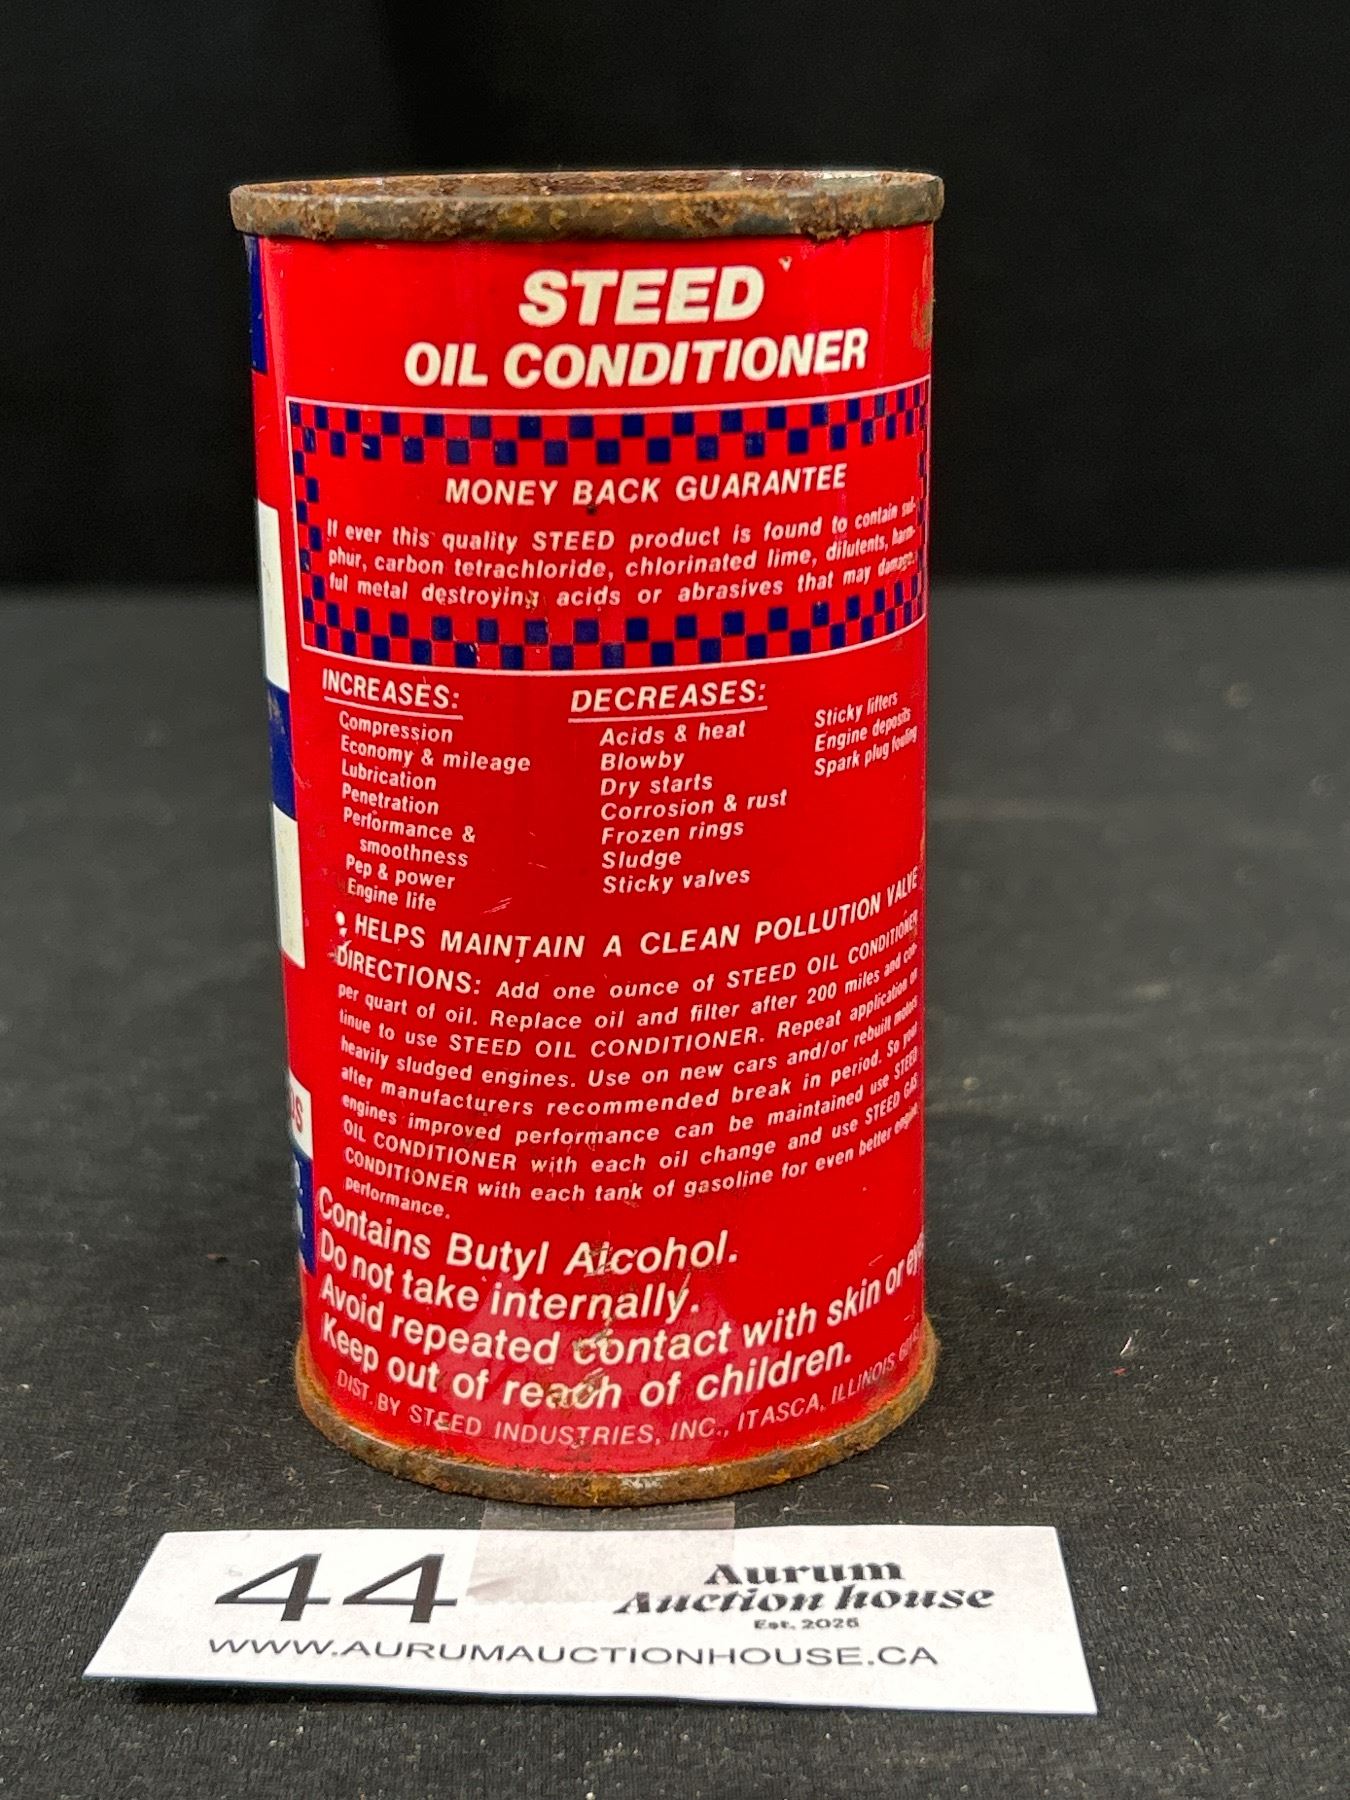 STEED
OIL CONDITIONER
MONEY BACK GUARANTEE
If ever this quality STEED product is found to contain sul-
phur, carbon tetrachloride, chlorinated lime, dilutents, harm-
ful metal destroying acids or abrasives that may damage.
INCREASES:
Compression
Economy & mileage
Lubrication
Penetration
Performance &
smoothness
Pep & power
Engine life
DECREASES:
Acids & heat
Blowby
Dry starts
Corrosion & rust
Frozen rings
Sludge
Sticky valves
Sticky lifters
Engine deposits
Spark plug fouling
HELPS MAINTAIN A CLEAN POLLUTION VALVE
DIRECTIONS: Add one ounce of STEED OIL CONDITIONER
per quart of oil. Replace oil and filter after 200 miles and con-
tinue to use STEED OIL CONDITIONER. Repeat application on
heavily sludged engines. Use on new cars and/or rebuilt motors
after manufacturers recommended break in period. So your
engines improved performance can be maintained use STEED
OIL CONDITIONER with each oil change and use STEED GAS
CONDITIONER with each tank of gasoline for even better engine
performance.
Contains Butyl Alcohol.
Do not take internally.
Avoid repeated contact with skin or eyes
Keep out of reach of children.
DIST. BY STEED INDUSTRIES, INC., ITASCA, ILLINOIS
44
Aurum
Auction house
Est. 2025
WWW.AURUMAUCTIONHOUSE.CA